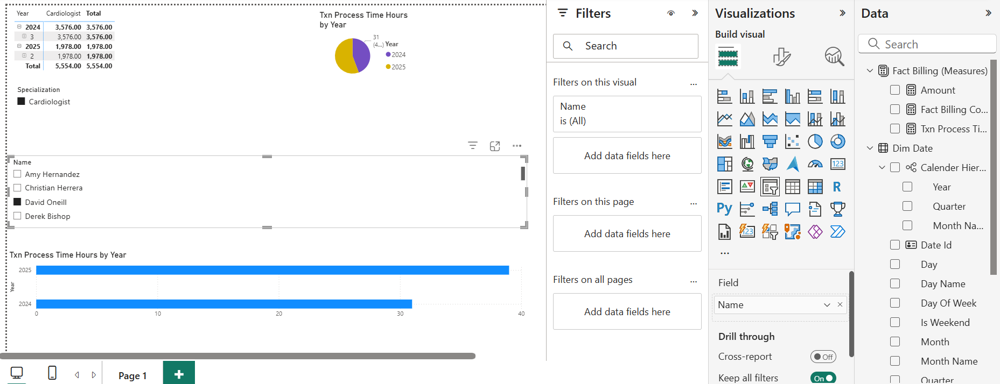 Year Cardiologist Total
2024 3,576.00 3,576.00
3 3,576.00 3,576.00
2025 1,978.00 1,978.00
2 1,978.00 1,978.00
Total 5,554.00 5,554.00
Specialization
Cardiologist
Txn Process Time Hours
by Year
31
(4...)
Year
2024
2025
Name
Amy Hernandez
Christian Herrera
David Oneill
Derek Bishop
Txn Process Time Hours by Year
Year
2025
2024
0 10 20 30 40
Page 1
Filters
Search
Filters on this visual ...
Name
is (All)
Add data fields here
Filters on this page ...
Add data fields here
Filters on all pages ...
Add data fields here
Visualizations
Build visual
123
R
Py
123
...
Field
Name
Drill through
Cross-report Off
Keep all filters On
Data
Search
Fact Billing (Measures)
Amount
Fact Billing Co...
Txn Process Ti...
Dim Date
Calender Hier...
Year
Quarter
Month Na...
Date Id
Day
Day Name
Day Of Week
Is Weekend
Month
Month Name
Quarter